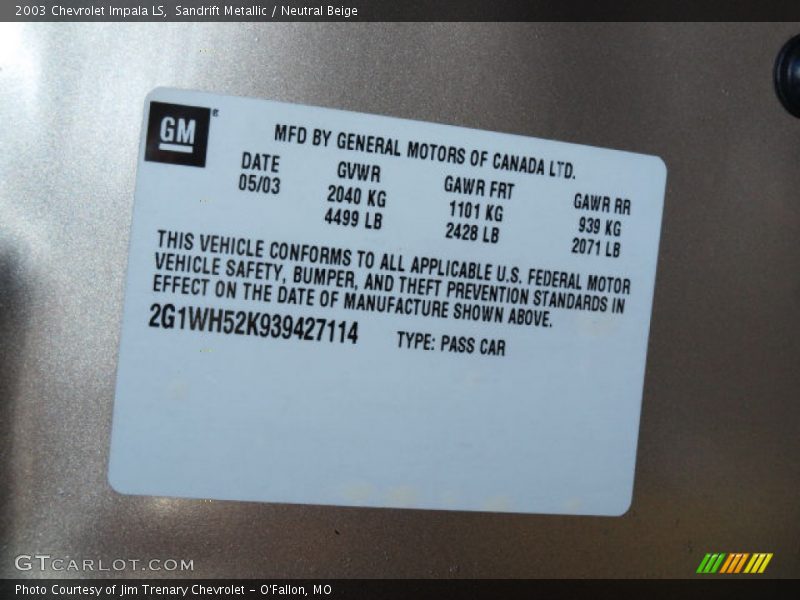 2003 Chevrolet Impala LS, Sandrift Metallic / Neutral Beige
GM®
MFD BY GENERAL MOTORS OF CANADA LTD.
DATE GVWR GAWR FRT GAWR RR
05/03 2040 KG 1101 KG 939 KG
4499 LB 2428 LB 2071 LB
THIS VEHICLE CONFORMS TO ALL APPLICABLE U.S. FEDERAL MOTOR
VEHICLE SAFETY, BUMPER, AND THEFT PREVENTION STANDARDS IN
EFFECT ON THE DATE OF MANUFACTURE SHOWN ABOVE.
2G1WH52K939427114 TYPE: PASS CAR
GTCARLOT.COM
Photo Courtesy of Jim Trenary Chevrolet - O'Fallon, MO